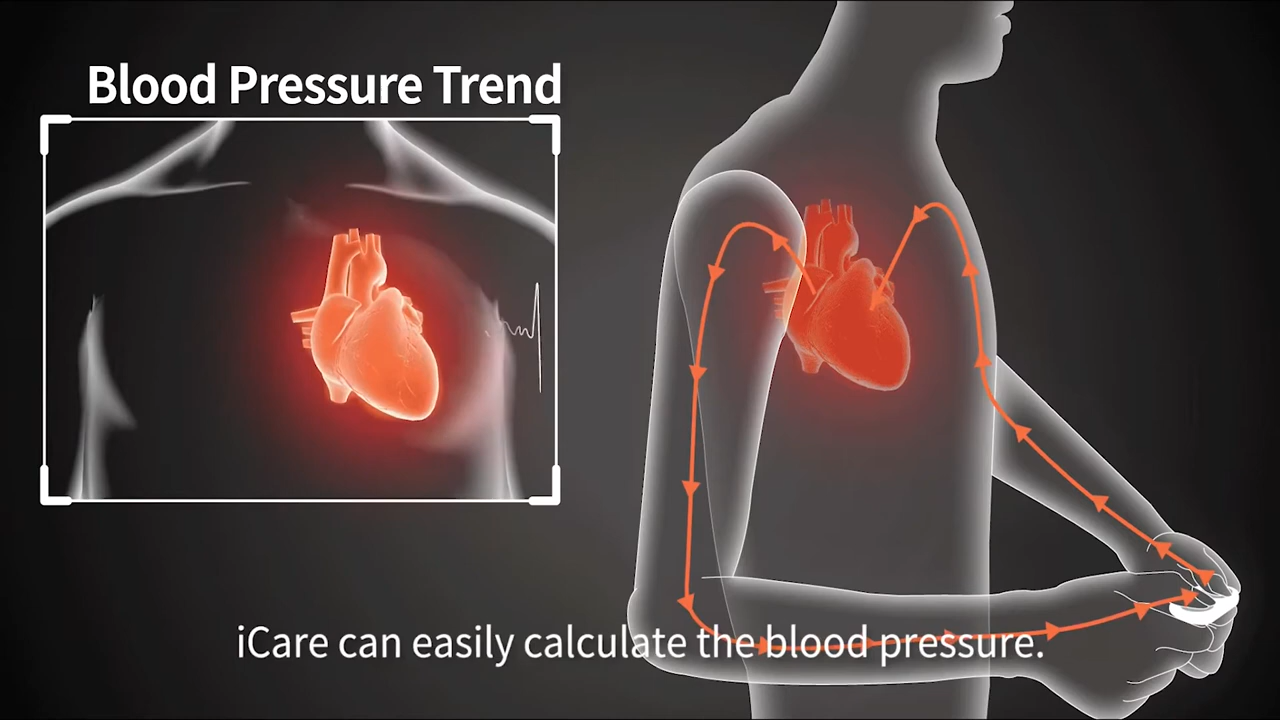 Blood Pressure Trend
iCare can easily calculate the blood pressure.